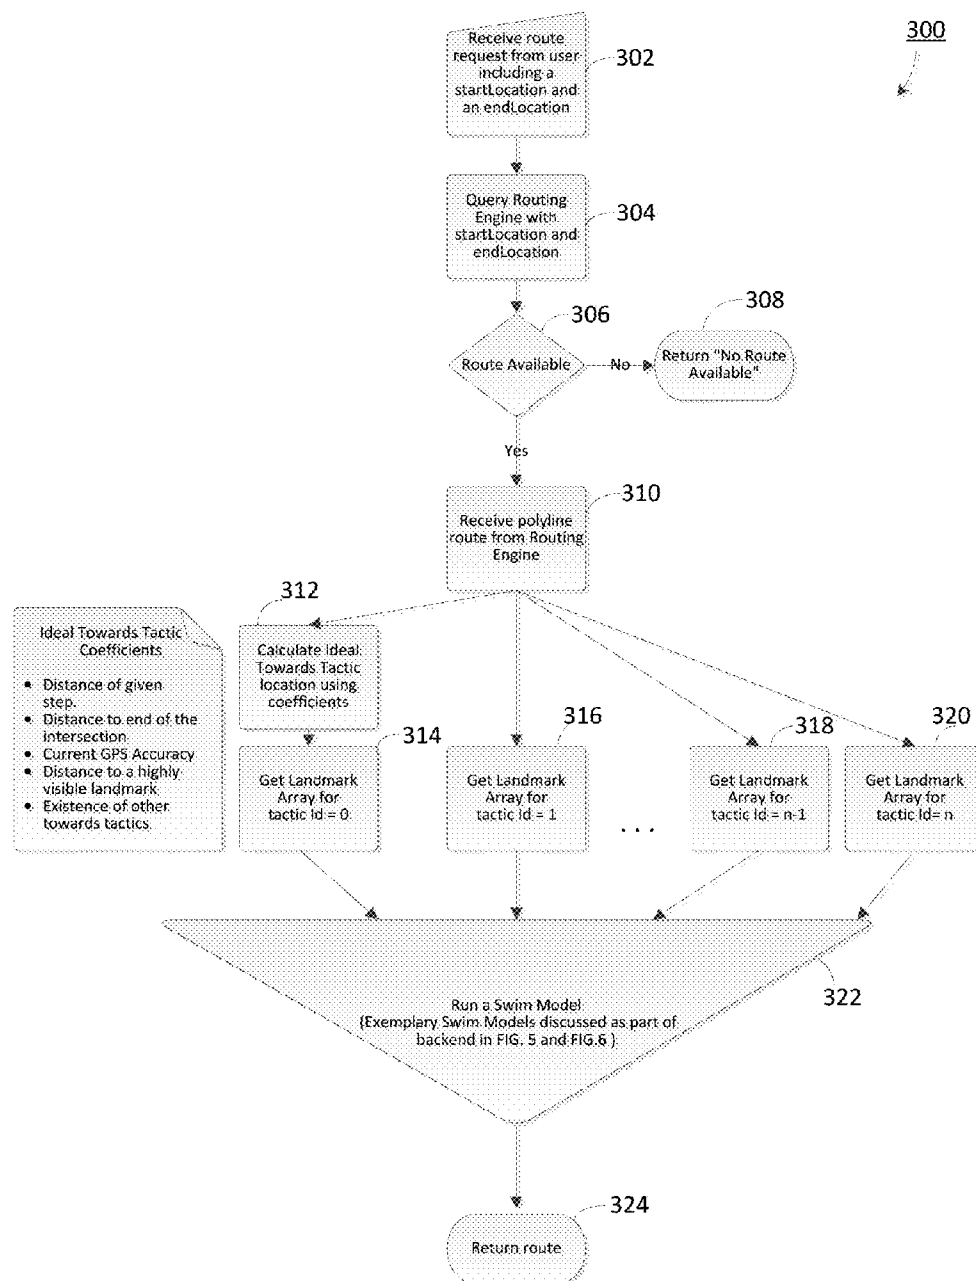 300
Receive route
request from user
including a
startLocation and
an endLocation
302
Query Routing
Engine with
startLocation and
endLocation
304
306
Route Available
No
308
Return "No Route
Available"
Yes
310
Receive polyline
route from Routing
Engine
312
Ideal Towards Tactic
Coefficients
• Distance of given
step.
• Distance to end of the
intersection
• Current GPS Accuracy
• Distance to a highly
visible landmark
• Existence of other
towards tactics
Calculate Ideal
Towards Tactic
location using
coefficients
314
Get Landmark
Array for
tactic Id = 0
316
Get Landmark
Array for
tactic Id = 1
. . .
318
Get Landmark
Array for
tactic Id = n-1
320
Get Landmark
Array for
tactic Id= n
322
Run a Swim Model
(Exemplary Swim Models discussed as part of
backend in FIG. 5 and FIG.6 )
324
Return route